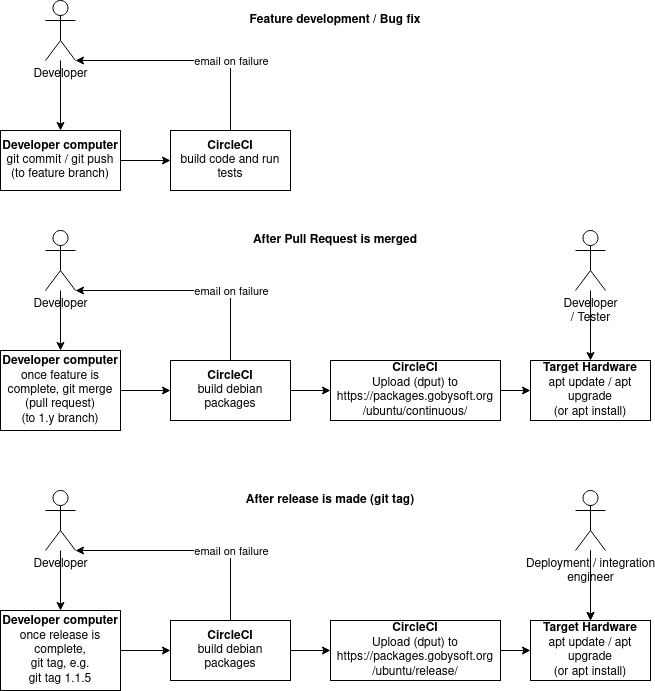 Feature development / Bug fix
email on failure
Developer
Developer computer
git commit / git push
(to feature branch)
CircleCI
build code and run
tests
After Pull Request is merged
email on failure
Developer
Developer
/ Tester
Developer computer
once feature is
complete, git merge
(pull request)
(to 1.y branch)
CircleCI
build debian
packages
CircleCI
Upload (dput) to
https://packages.gobysoft.org
/ubuntu/continuous/
Target Hardware
apt update / apt
upgrade
(or apt install)
After release is made (git tag)
email on failure
Developer
Deployment / integration
engineer
Developer computer
once release is
complete,
git tag, e.g.
git tag 1.1.5
CircleCI
build debian
packages
CircleCI
Upload (dput) to
https://packages.gobysoft.org
/ubuntu/release/
Target Hardware
apt update / apt
upgrade
(or apt install)